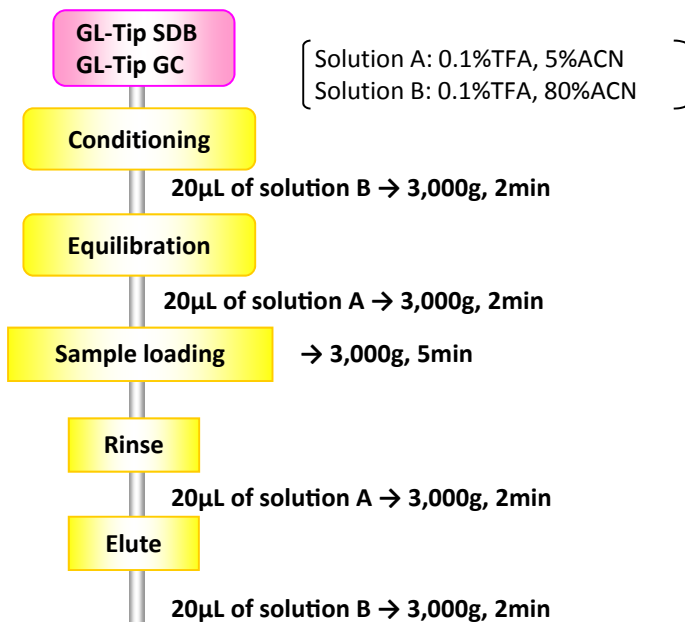 GL-Tip SDB
GL-Tip GC
Solution A: 0.1%TFA, 5%ACN
Solution B: 0.1%TFA, 80%ACN
Conditioning
20µL of solution B → 3,000g, 2min
Equilibration
20µL of solution A → 3,000g, 2min
Sample loading → 3,000g, 5min
Rinse
20µL of solution A → 3,000g, 2min
Elute
20µL of solution B → 3,000g, 2min